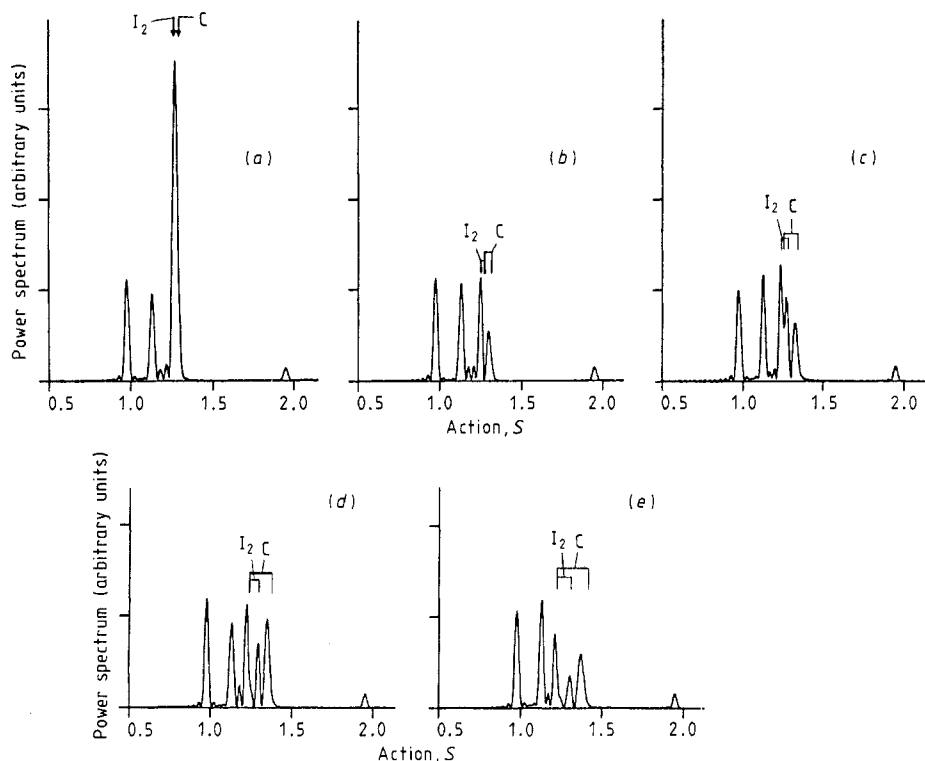 I₂ C
Power spectrum (arbitrary units)
(a)
0.5 1.0 1.5 2.0
I₂ C
(b)
0.5 1.0 1.5 2.0
Action, S
I₂ C
(c)
0.5 1.0 1.5 2.0
Power spectrum (arbitrary units)
I₂ C
(d)
0.5 1.0 1.5 2.0
Action, S
I₂ C
(e)
0.5 1.0 1.5 2.0